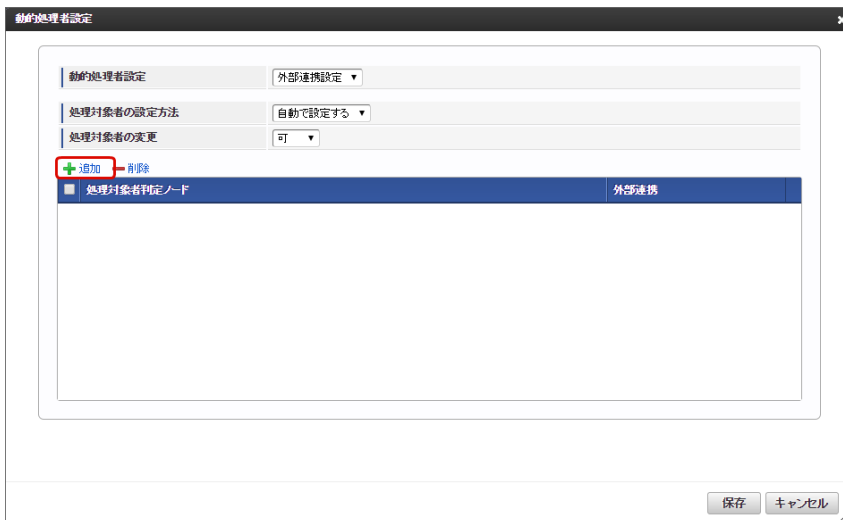 動的処理者設定
動的処理者設定 外部連携設定
処理対象者の設定方法 自動で設定する
処理対象者の変更 可
追加 削除
処理対象者判定ノード 外部連携
保存 キャンセル